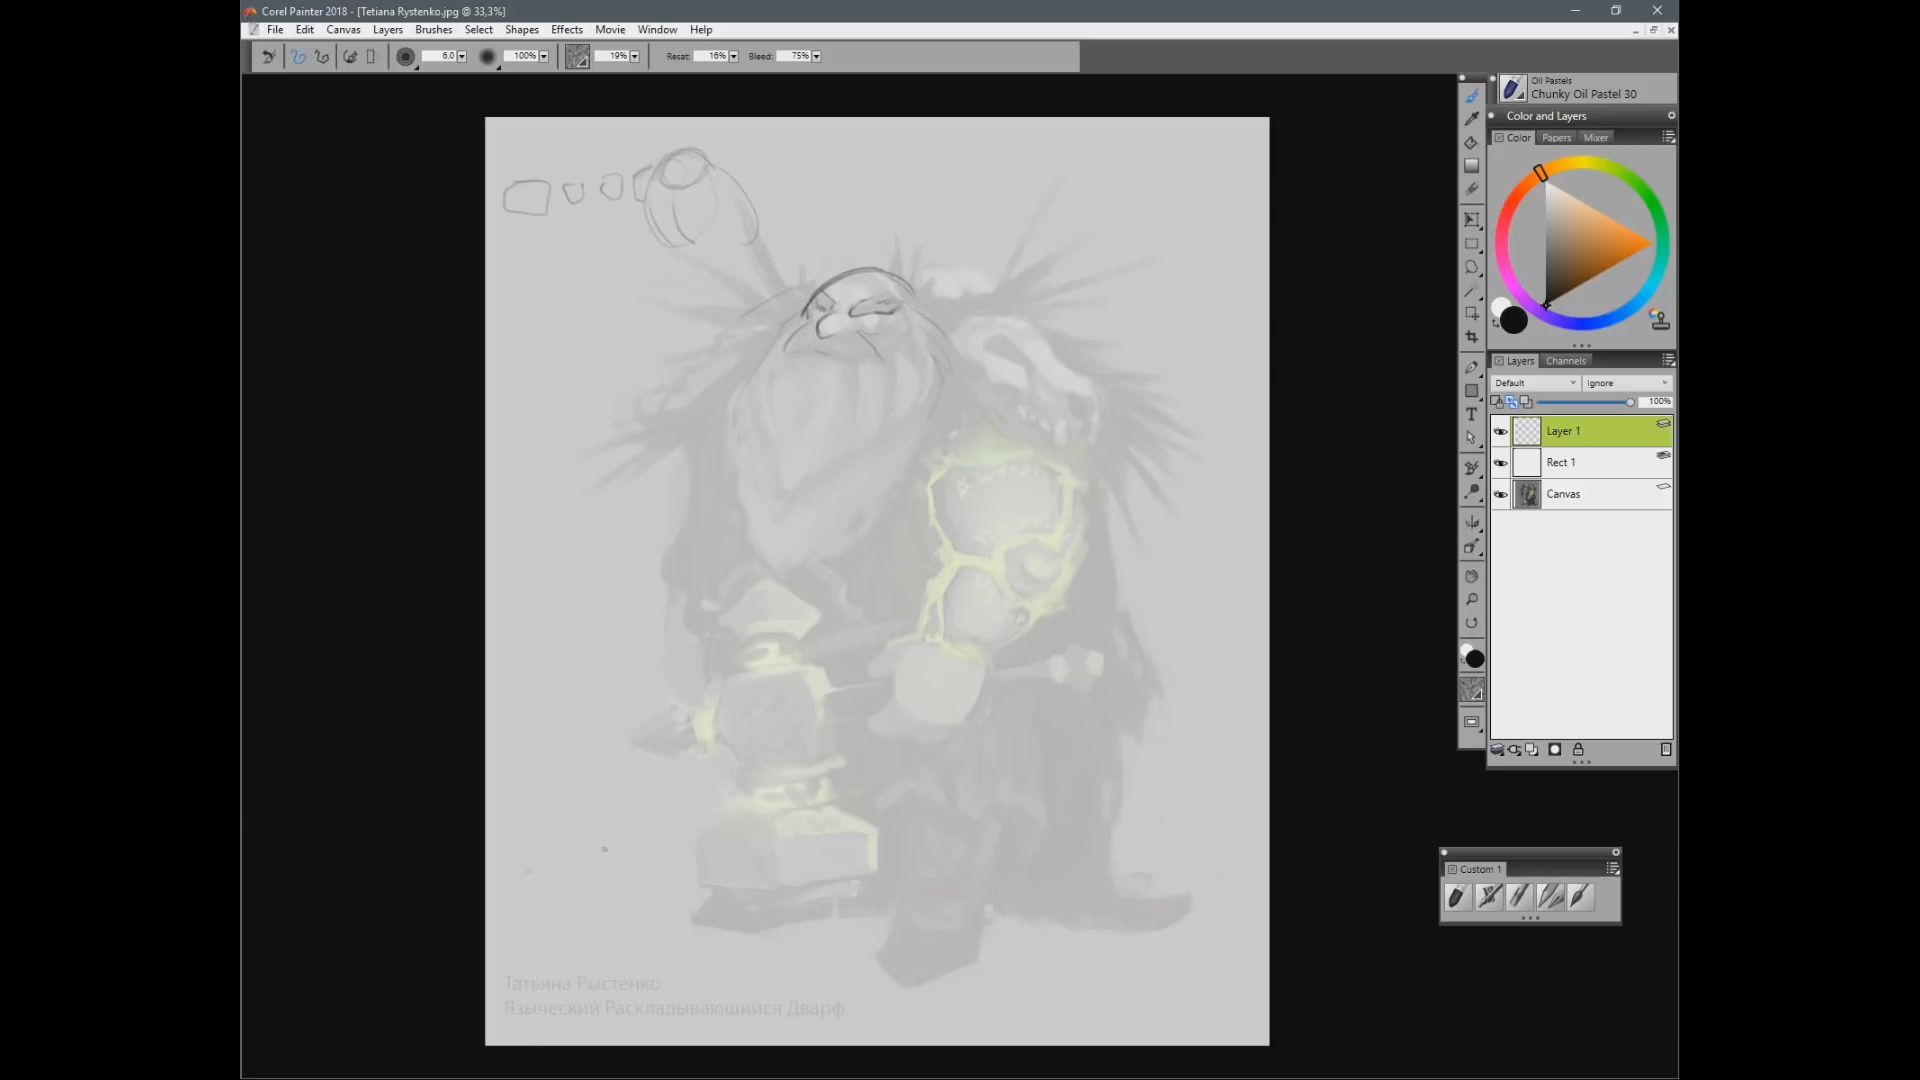 Corel Painter 2018 - [Tetiana Rystenko.jpg @ 33,3%]
File Edit Canvas Layers Brushes Select Shapes Effects Movie Window Help
6,0 100% 19% Resat: 16% Bleed: 75%
Oil Pastels
Chunky Oil Pastel 30
Color and Layers
Color Papers Mixer
Layers Channels
Default Ignore
100%
Layer 1
Rect 1
Canvas
Custom 1
Татьяна Рыстенко
Языческий Раскладывающийся Дварф